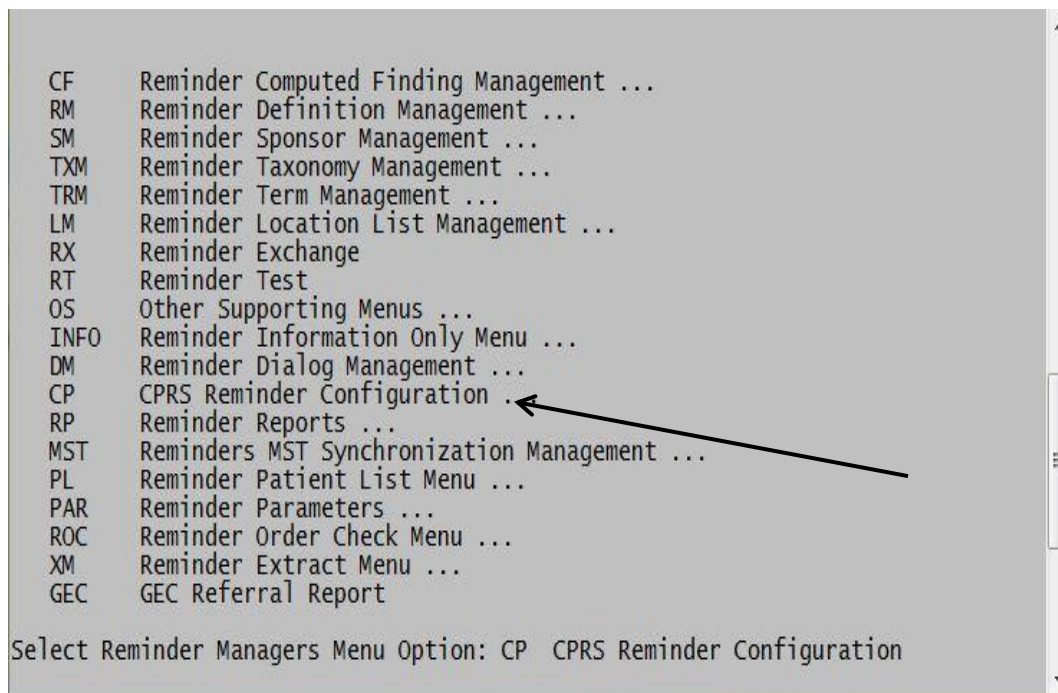 CF Reminder Computed Finding Management ...
RM Reminder Definition Management ...
SM Reminder Sponsor Management ...
TXM Reminder Taxonomy Management ...
TRM Reminder Term Management ...
LM Reminder Location List Management ...
RX Reminder Exchange
RT Reminder Test
OS Other Supporting Menus ...
INFO Reminder Information Only Menu ...
DM Reminder Dialog Management ...
CP CPRS Reminder Configuration ...
RP Reminder Reports ...
MST Reminders MST Synchronization Management ...
PL Reminder Patient List Menu ...
PAR Reminder Parameters ...
ROC Reminder Order Check Menu ...
XM Reminder Extract Menu ...
GEC GEC Referral Report
Select Reminder Managers Menu Option: CP CPRS Reminder Configuration